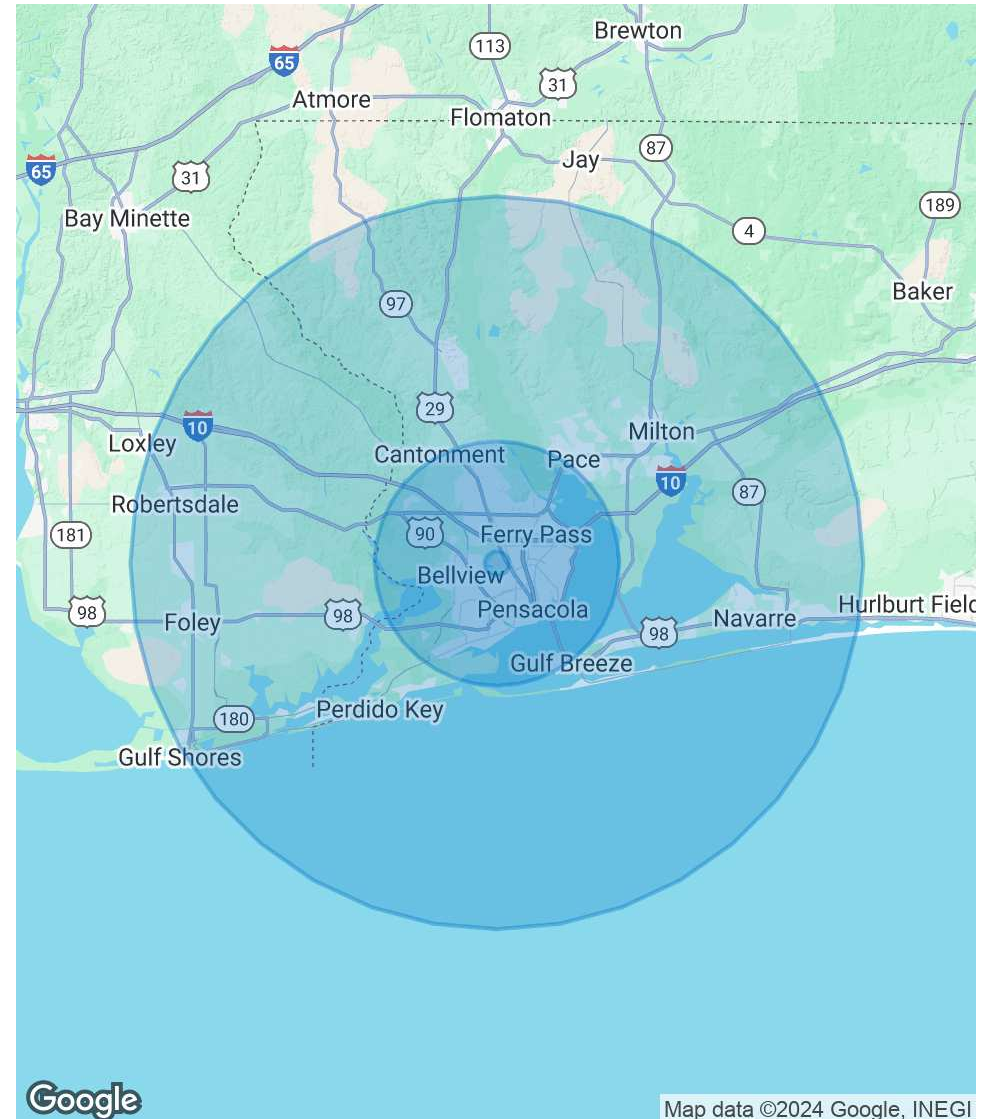 Brewton
113
65
31
Atmore
Flomaton
87
Jay
65
31
189
Bay Minette
4
Baker
97
29
10
Milton
Loxley
Cantonment
Pace
10
87
Robertsdale
181
90
Ferry Pass
Bellview
98
Foley
98
Pensacola
Navarre
Hurlburt Field
98
Gulf Breeze
Perdido Key
180
Gulf Shores
Google
Map data ©2024 Google, INEGI